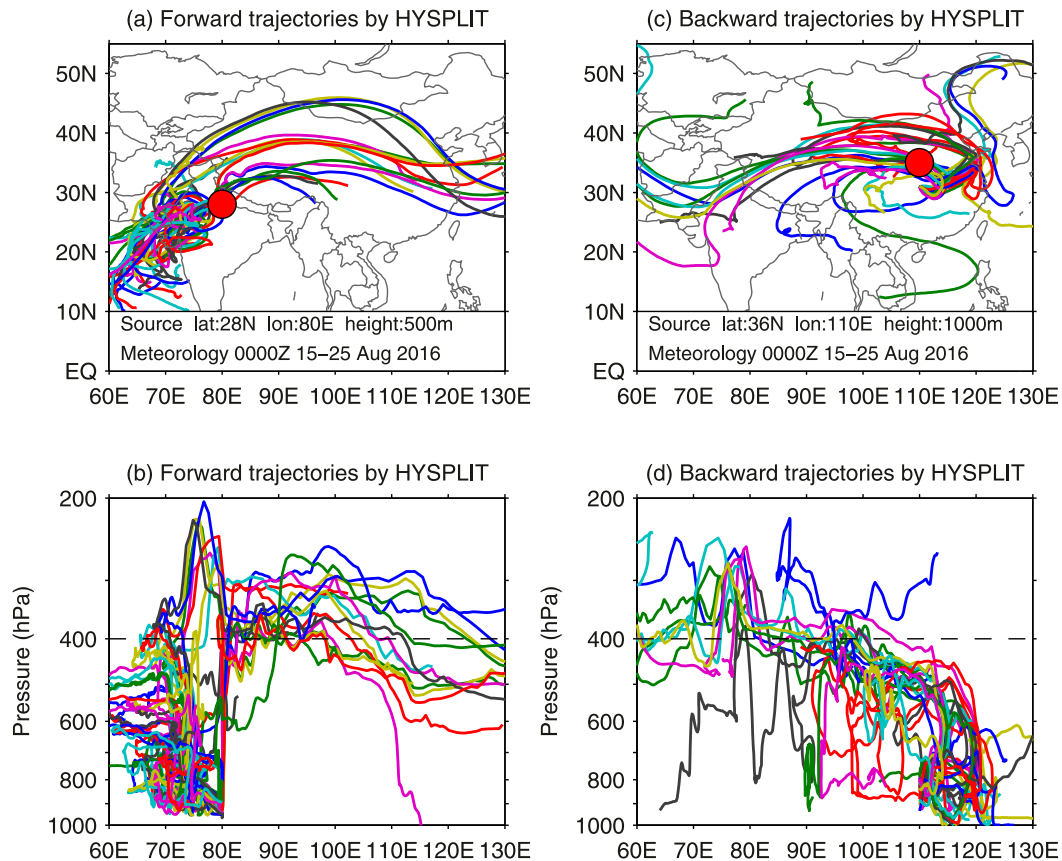 (a) Forward trajectories by HYSPLIT
50N
40N
30N
20N
10N
EQ
Source lat:28N lon:80E height:500m
Meteorology 0000Z 15–25 Aug 2016
60E 70E 80E 90E 100E 110E 120E 130E
(c) Backward trajectories by HYSPLIT
50N
40N
30N
20N
10N
EQ
Source lat:36N lon:110E height:1000m
Meteorology 0000Z 15–25 Aug 2016
60E 70E 80E 90E 100E 110E 120E 130E
(b) Forward trajectories by HYSPLIT
Pressure (hPa)
200
400
600
800
1000
60E 70E 80E 90E 100E 110E 120E 130E
(d) Backward trajectories by HYSPLIT
Pressure (hPa)
200
400
600
800
1000
60E 70E 80E 90E 100E 110E 120E 130E